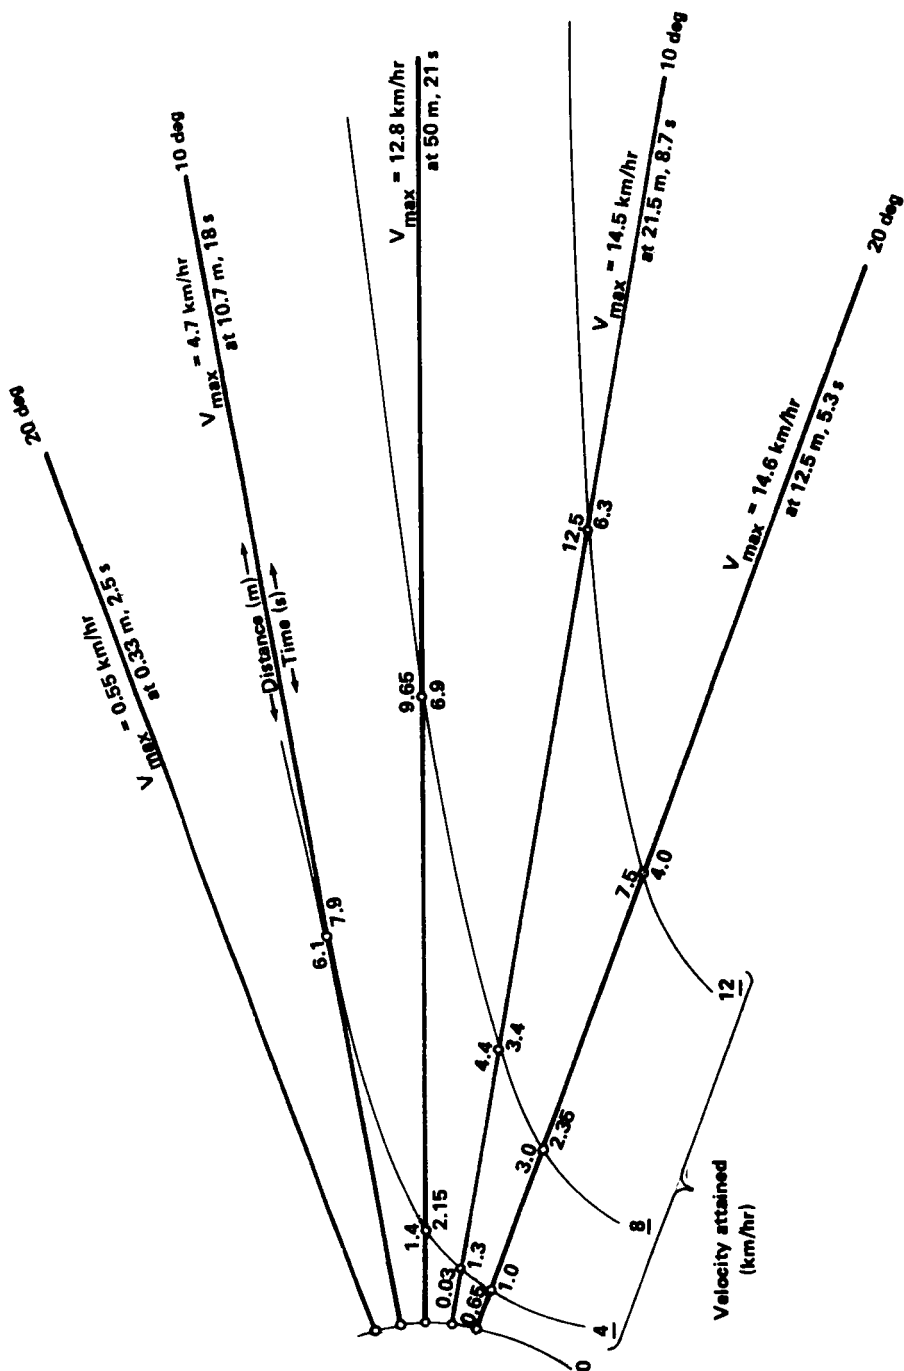 20 deg
V max = 0.55 km/hr
at 0.33 m, 2.5 s
10 deg
V max = 4.7 km/hr
at 10.7 m, 18 s
←Distance (m)→
←Time (s)→
6.1
7.9
V max = 12.8 km/hr
at 50 m, 21 s
1.4
2.15
9.65
6.9
10 deg
V max = 14.5 km/hr
at 21.5 m, 8.7 s
0.03
1.3
4.4
3.4
12.5
6.3
20 deg
V max = 14.6 km/hr
at 12.5 m, 5.3 s
0.65
1.0
3.0
2.35
7.5
4.0
0
4
8
12
Velocity attained
(km/hr)